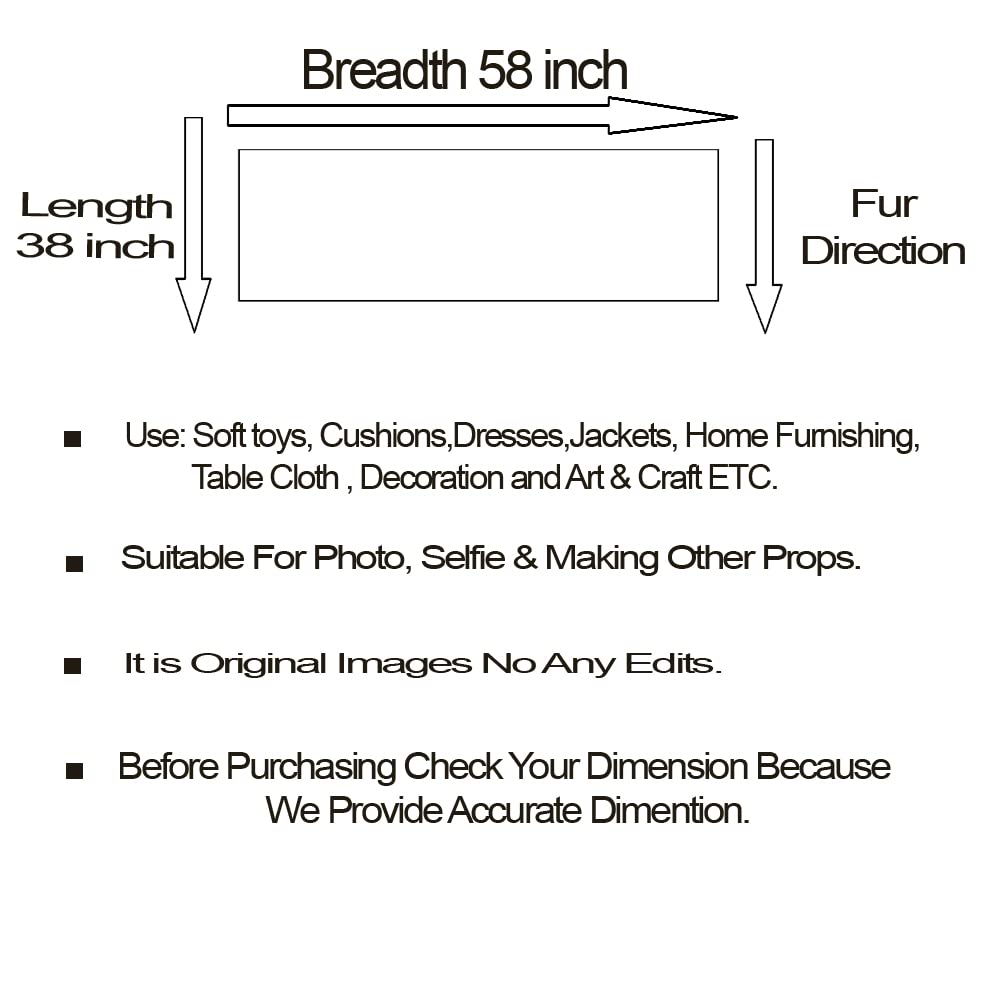 Breadth 58 inch
Length
38 inch
Fur
Direction
Use: Soft toys, Cushions,Dresses,Jackets, Home Furnishing,
Table Cloth , Decoration and Art & Craft ETC.
Suitable For Photo, Selfie & Making Other Props.
It is Original Images No Any Edits.
Before Purchasing Check Your Dimension Because
We Provide Accurate Dimention.